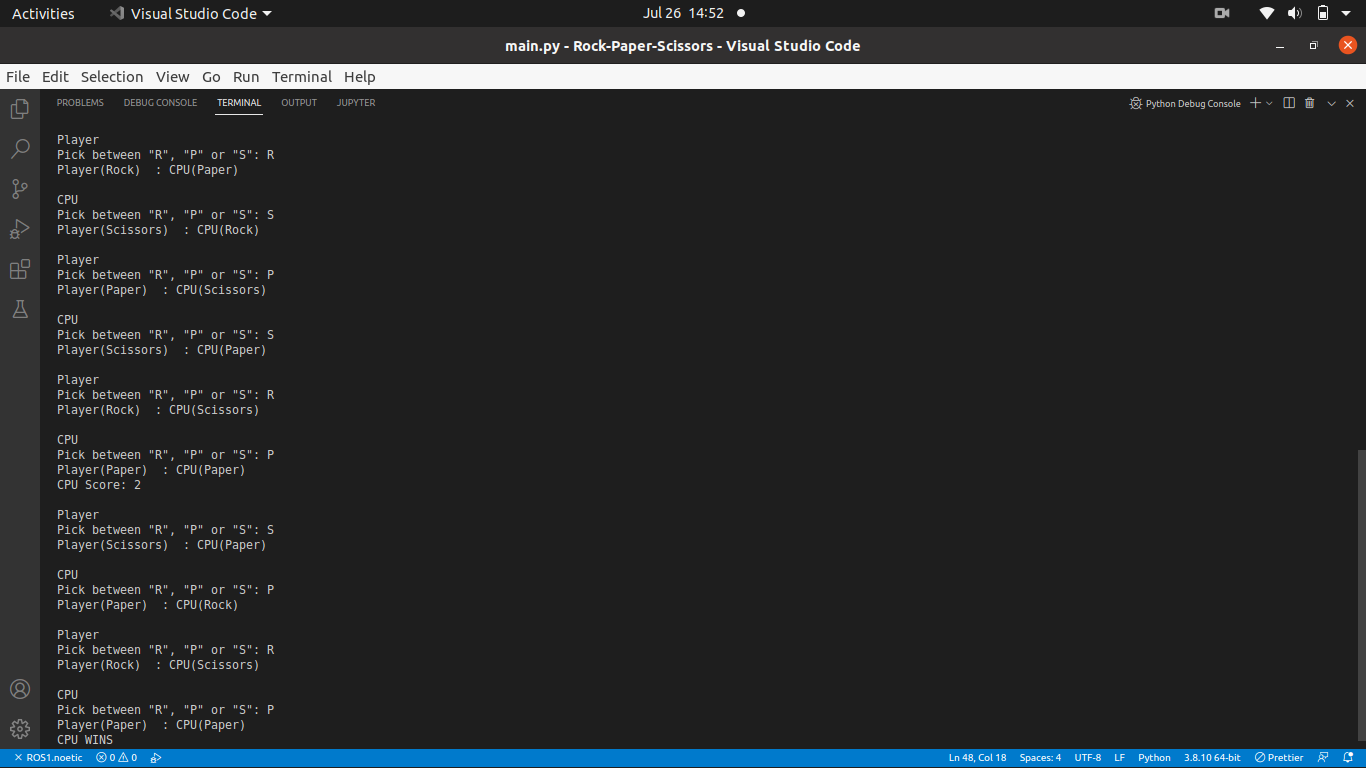 Activities Visual Studio Code Jul 26 14:52
main.py - Rock-Paper-Scissors - Visual Studio Code
File Edit Selection View Go Run Terminal Help
PROBLEMS DEBUG CONSOLE TERMINAL OUTPUT JUPYTER Python Debug Console
Player
Pick between "R", "P" or "S": R
Player(Rock)  : CPU(Paper)
CPU
Pick between "R", "P" or "S": S
Player(Scissors)  : CPU(Rock)
Player
Pick between "R", "P" or "S": P
Player(Paper)  : CPU(Scissors)
CPU
Pick between "R", "P" or "S": S
Player(Scissors)  : CPU(Paper)
Player
Pick between "R", "P" or "S": R
Player(Rock)  : CPU(Scissors)
CPU
Pick between "R", "P" or "S": P
Player(Paper)  : CPU(Paper)
CPU Score: 2
Player
Pick between "R", "P" or "S": S
Player(Scissors)  : CPU(Paper)
CPU
Pick between "R", "P" or "S": P
Player(Paper)  : CPU(Rock)
Player
Pick between "R", "P" or "S": R
Player(Rock)  : CPU(Scissors)
CPU
Pick between "R", "P" or "S": P
Player(Paper)  : CPU(Paper)
CPU WINS
ROS1.noetic 0 0 Ln 48, Col 18 Spaces: 4 UTF-8 LF Python 3.8.10 64-bit Prettier